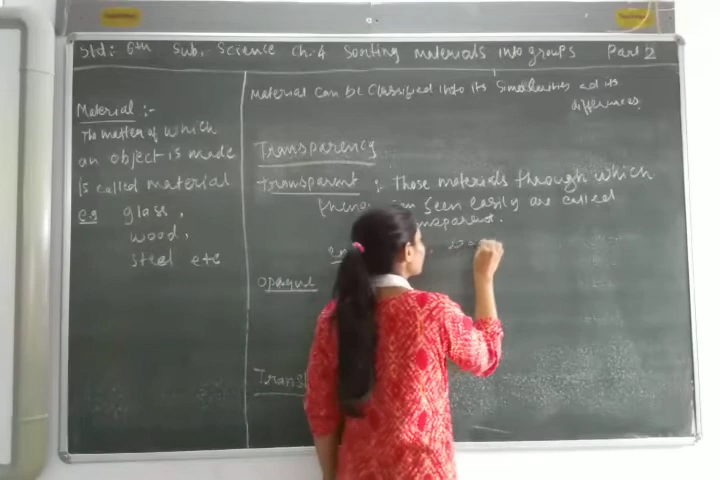 Std: 6th Sub. Science Ch: 4 Sorting materials into groups Part 2
Material :-
The matter of which
an object is made
is called material
eg glass,
wood,
steel etc
Material can be classified into its similarities ad its
differences.
Transparency
Transparent :. Those materials through which
can seen easily are called
Opaque